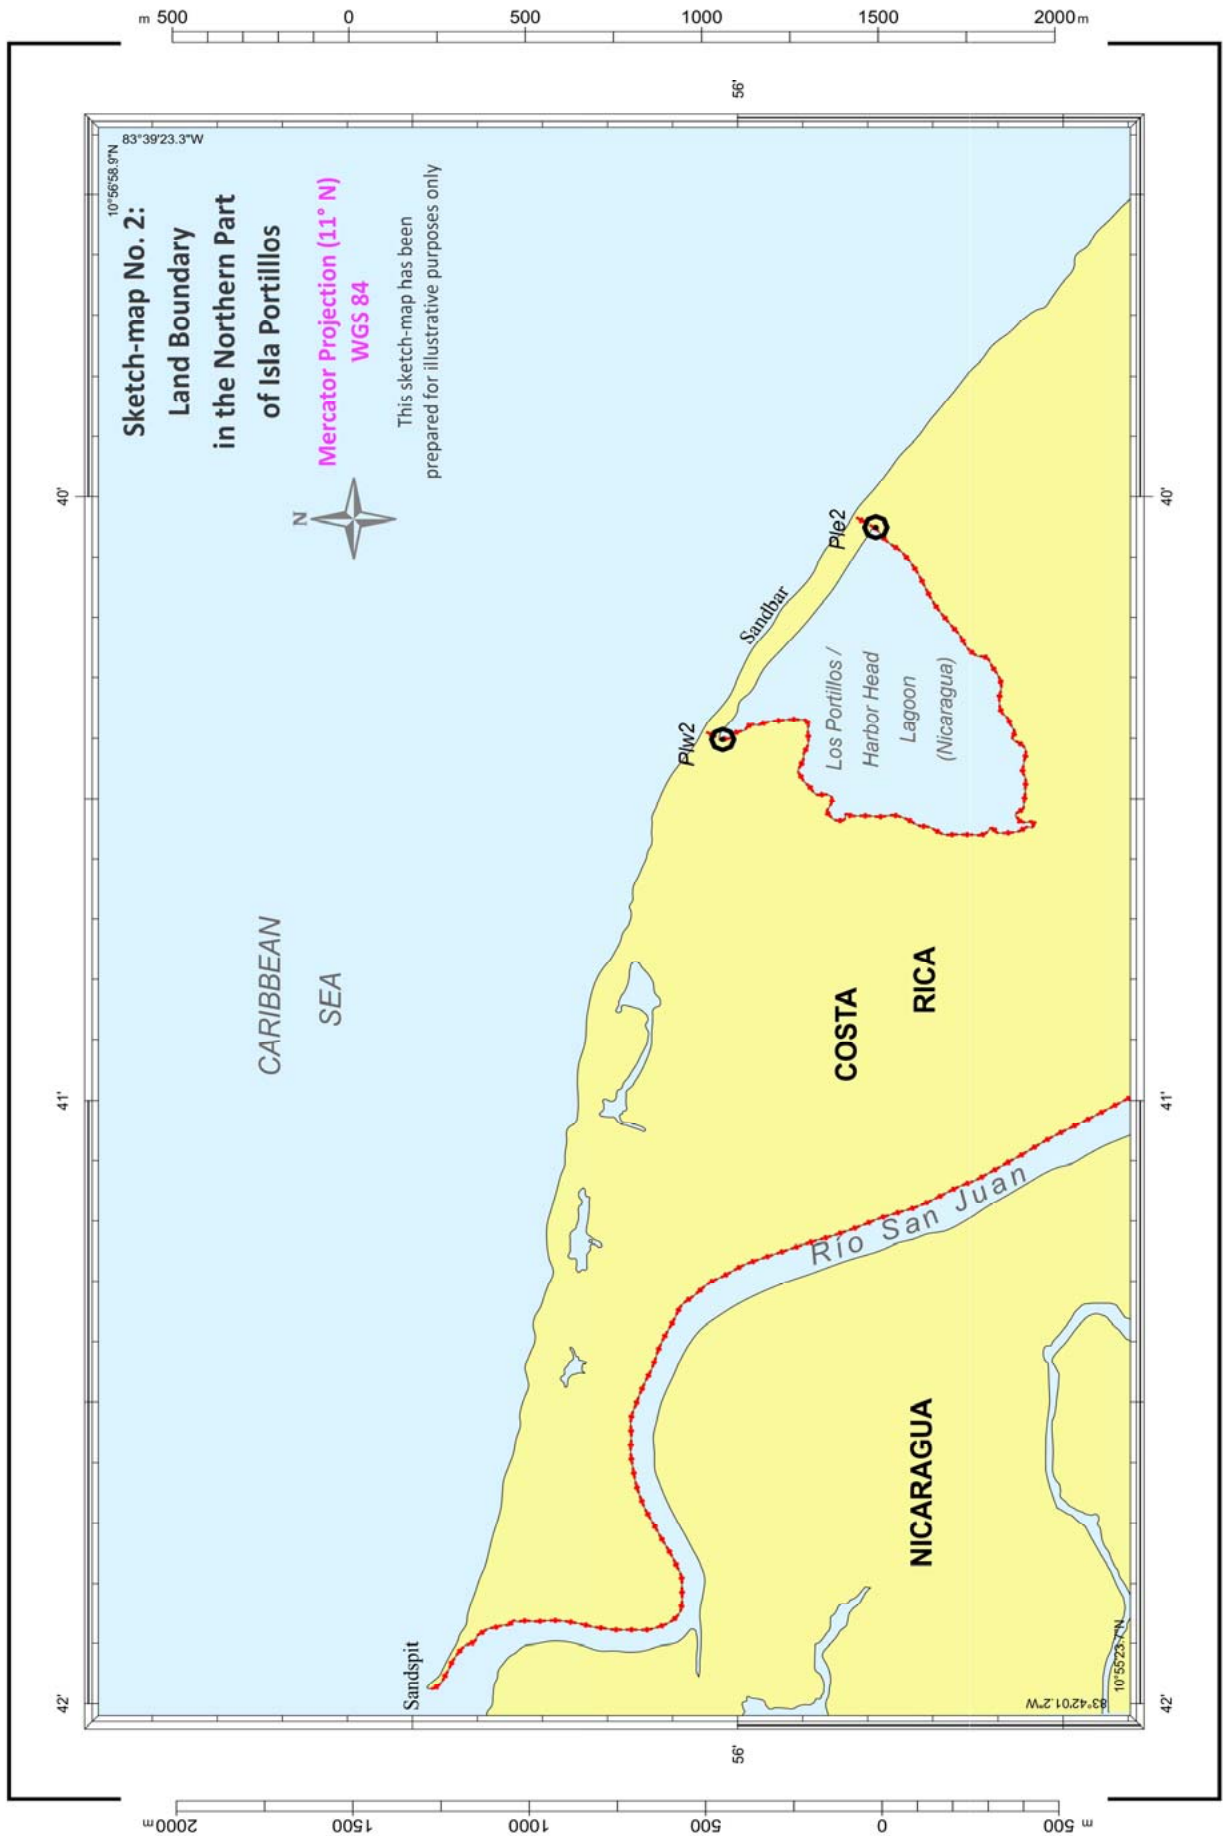 m 500 0 500 1000 1500 2000 m
56'
83°39'23.3"W
10°56'58.9"N
Sketch-map No. 2:
Land Boundary
in the Northern Part
of Isla Portilllos
Mercator Projection (11° N)
WGS 84
This sketch-map has been
prepared for illustrative purposes only
N
40'
40'
Ple2
Sandbar
Plw2
Los Portillos /
Harbor Head
Lagoon
(Nicaragua)
CARIBBEAN
SEA
COSTA
RICA
41'
41'
Río San Juan
NICARAGUA
Sandspit
42'
42'
10°55'23.7"N
83°42'01.2"W
56'
m 500 0 500 1000 1500 2000 m